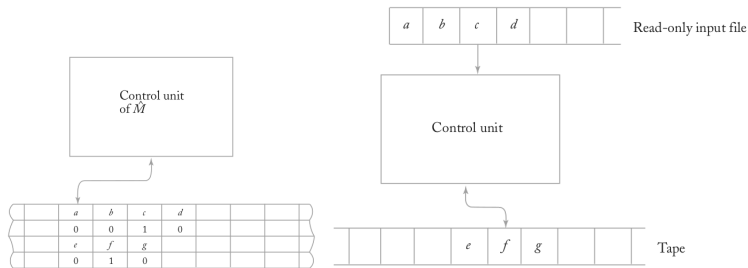 Control unit
of M̂
a b c d
0 0 1 0
e f g
0 1 0
a b c d
Read-only input file
Control unit
e f g
Tape